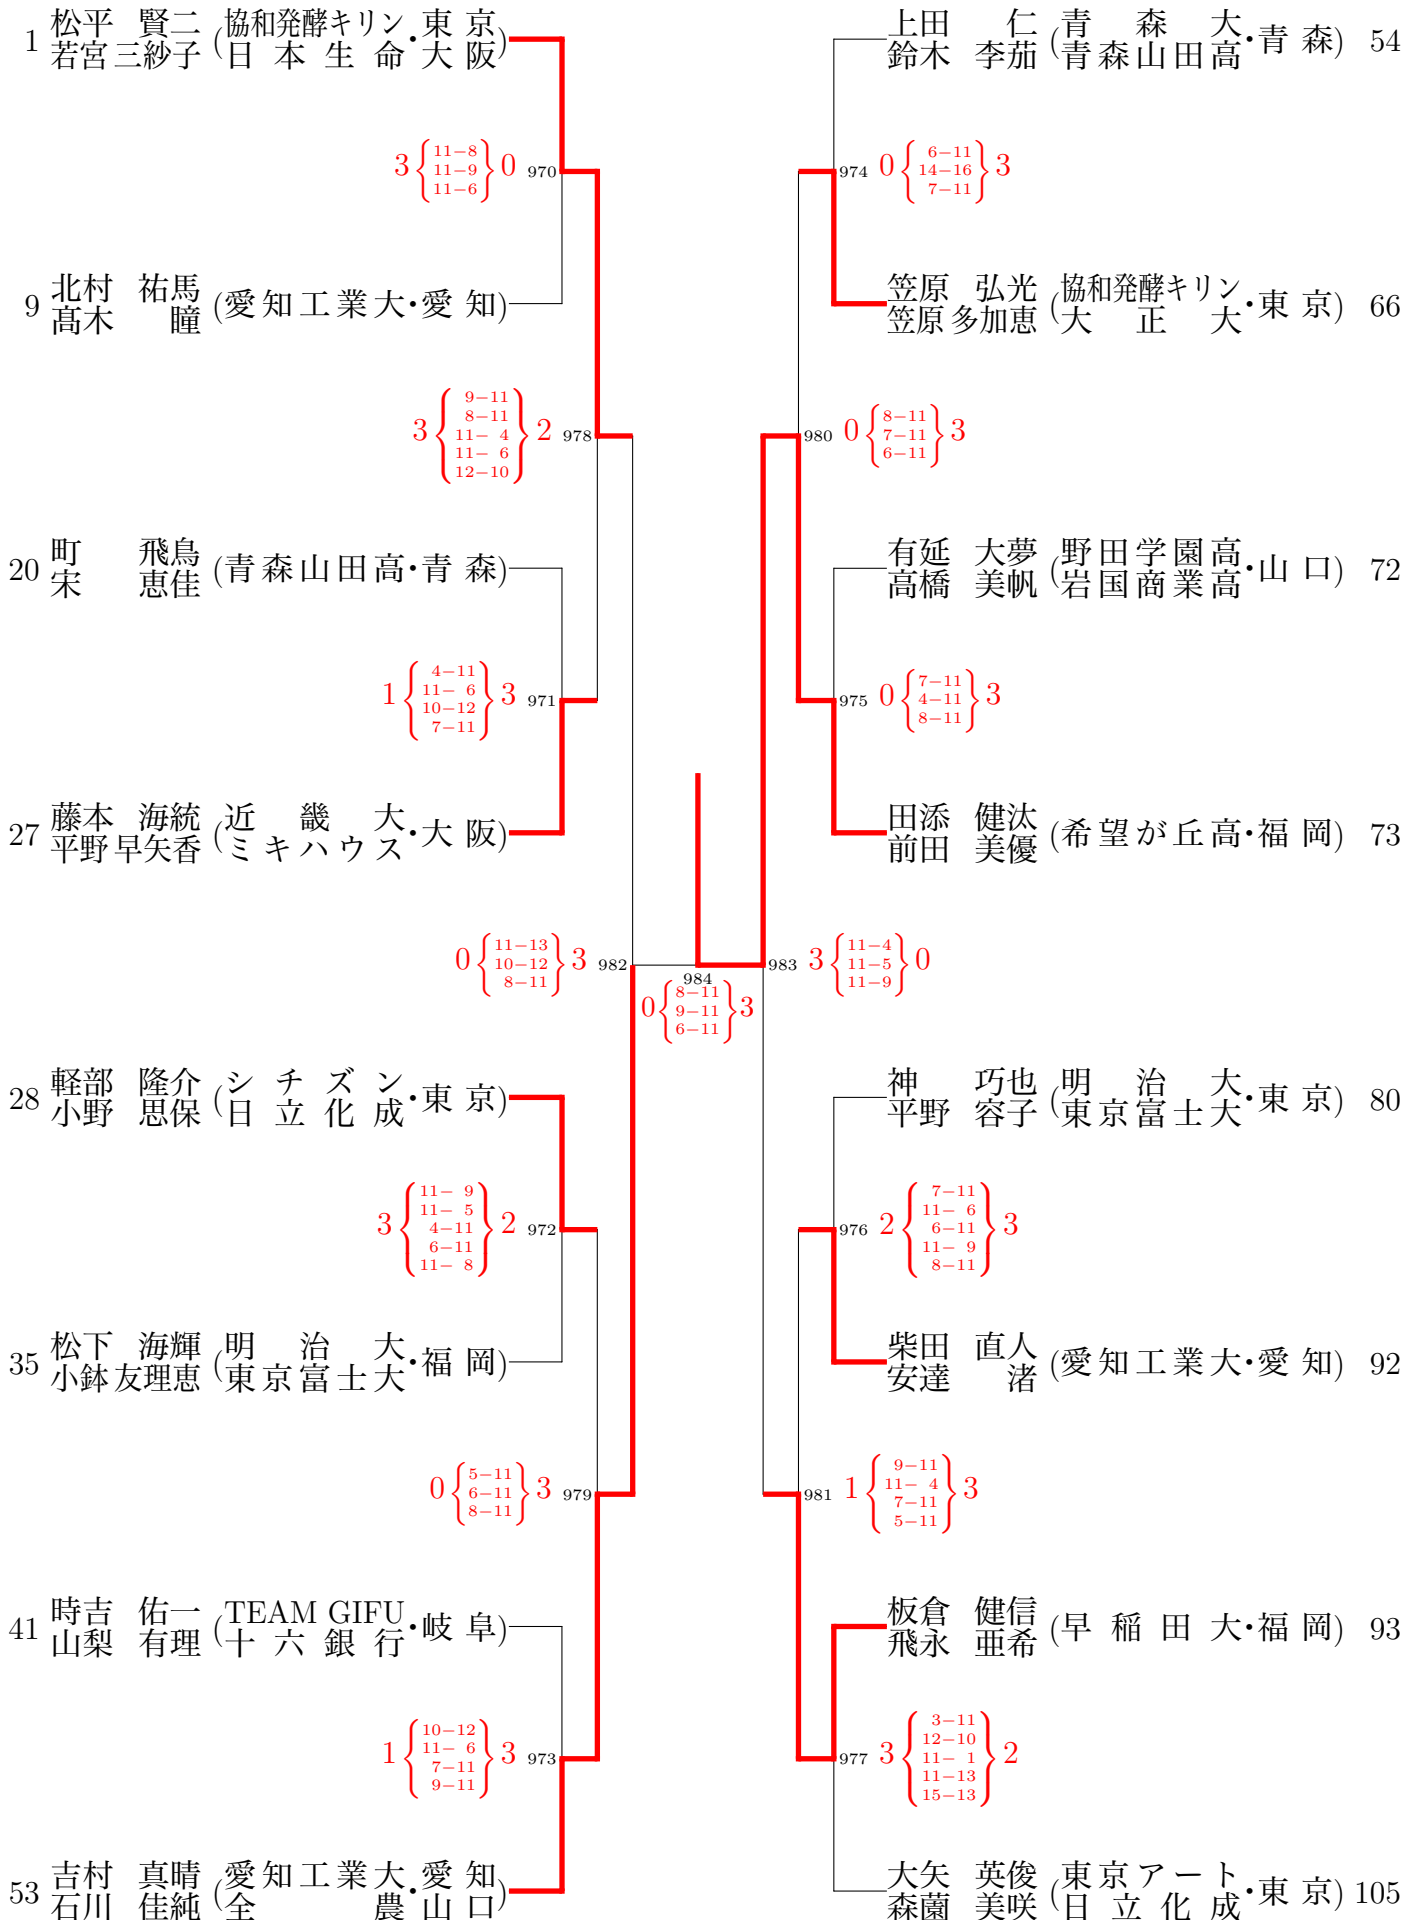 1 松平 賢二 (協和発酵キリン・東京)
若宮 三紗子 (日本生命 大阪)
3 11-8 11-9 11-6 0 970
9 北村 祐馬 (愛知工業大・愛知)
髙木 瞳
3 9-11 8-11 11-4 11-6 12-10 2 978
20 町 飛鳥 (青森山田高・青森)
宋 恵佳
1 4-11 11-6 10-12 7-11 3 971
27 藤本 海統 (近畿大・大阪)
平野 早矢香 (ミキハウス
0 11-13 10-12 8-11 3 982
28 軽部 隆介 (シチズン・東京)
小野 思保 (日立化成
3 11-9 11-5 4-11 6-11 11-8 2 972
35 松下 海輝 (明治大・福岡)
小鉢 友理恵 (東京富士大
0 5-11 6-11 8-11 3 979
41 時吉 佑一 (TEAM GIFU・岐阜)
山梨 有理 (十六銀行
1 10-12 11-6 7-11 9-11 3 973
53 吉村 真晴 (愛知工業大・愛知)
石川 佳純 (全農 山口)
984
0 8-11 9-11 6-11 3
上田 仁 (青森大・青森) 54
鈴木 李茄 (青森山田高
974 0 6-11 14-16 7-11 3
笠原 弘光 (協和発酵キリン・東京) 66
笠原 多加恵 (大正大
980 0 8-11 7-11 6-11 3
有延 大夢 (野田学園高・山口) 72
高橋 美帆 (岩国商業高
975 0 7-11 4-11 8-11 3
田添 健汰 (希望が丘高・福岡) 73
前田 美優
983 3 11-4 11-5 11-9 0
神 巧也 (明治大・東京) 80
平野 容子 (東京富士大
976 2 7-11 11-6 6-11 11-9 8-11 3
柴田 直人 (愛知工業大・愛知) 92
安達 渚
981 1 9-11 11-4 7-11 5-11 3
板倉 健信 (早稲田大・福岡) 93
飛永 亜希
977 3 3-11 12-10 11-1 11-13 15-13 2
大矢 英俊 (東京アート・東京) 105
森薗 美咲 (日立化成